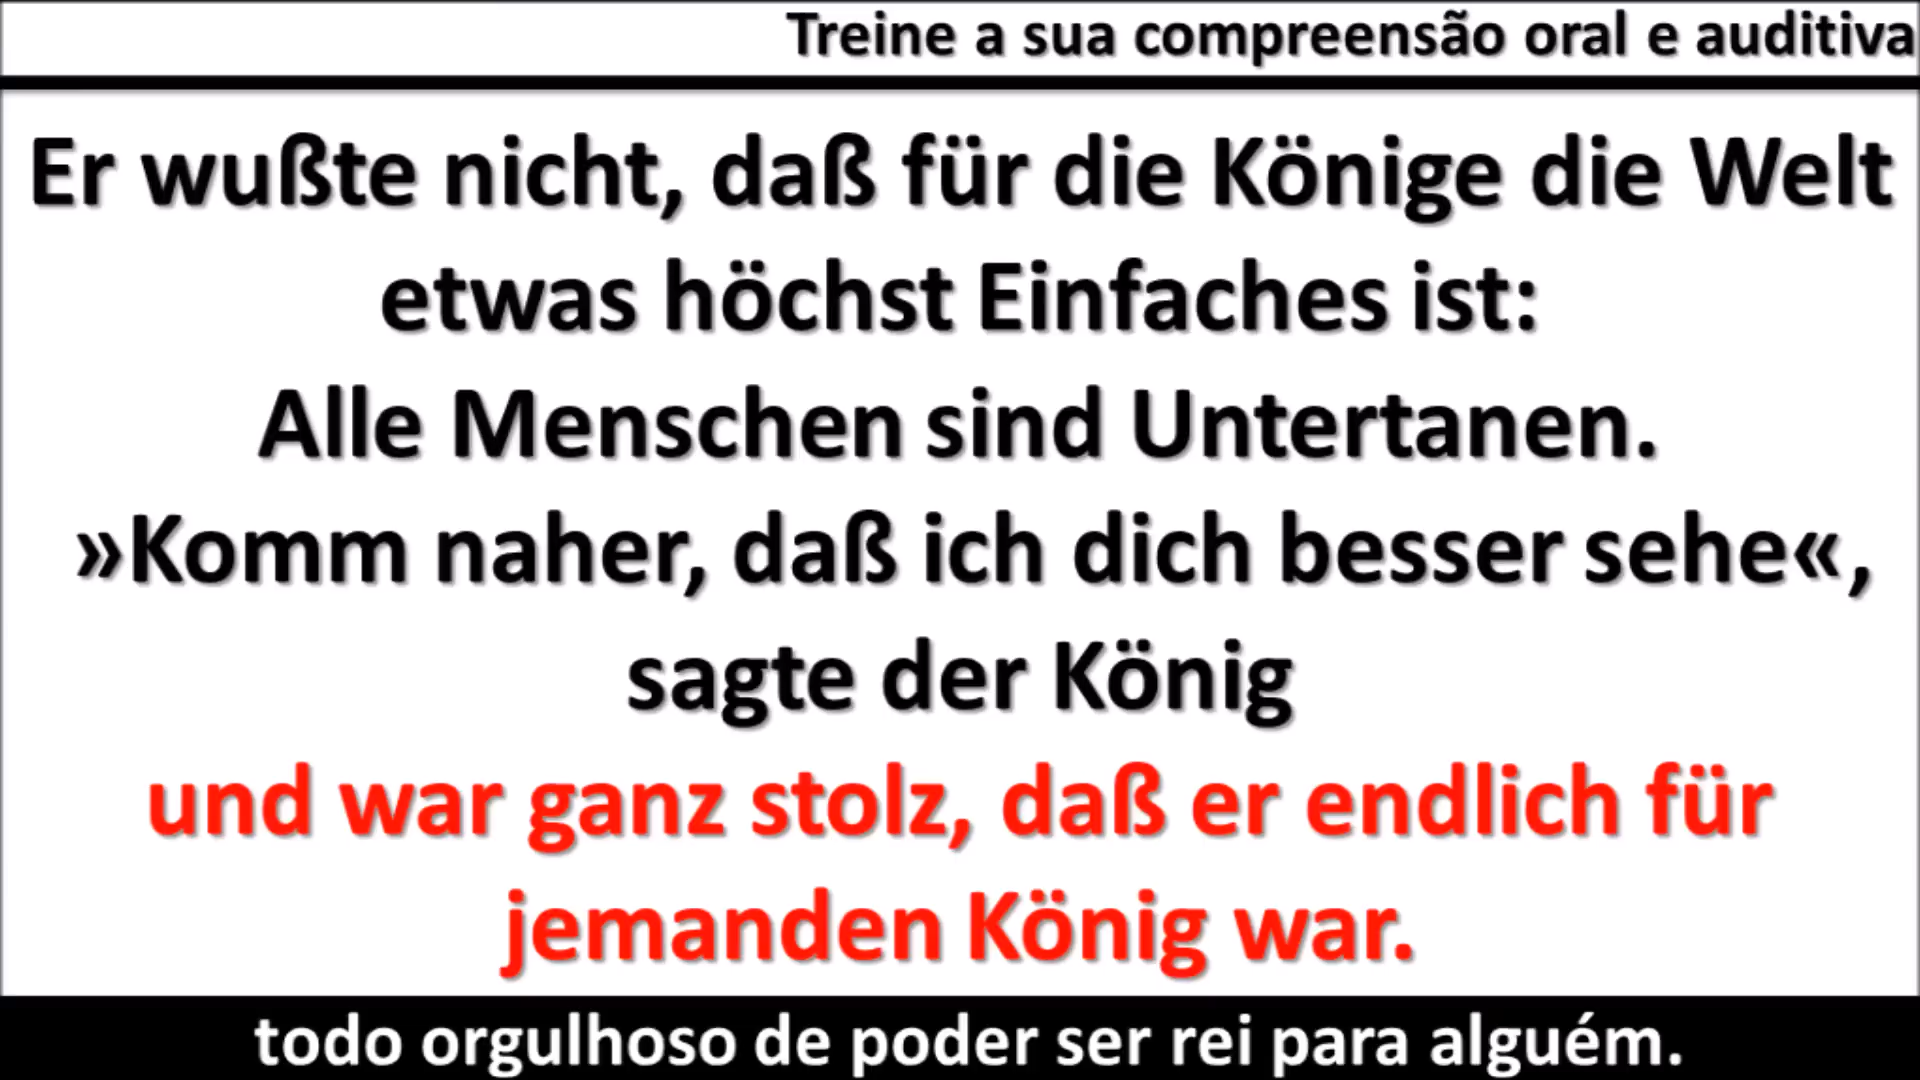 Treine a sua compreensão oral e auditiva
Er wußte nicht, daß für die Könige die Welt
etwas höchst Einfaches ist:
Alle Menschen sind Untertanen.
»Komm naher, daß ich dich besser sehe«,
sagte der König
und war ganz stolz, daß er endlich für
jemanden König war.
todo orgulhoso de poder ser rei para alguém.